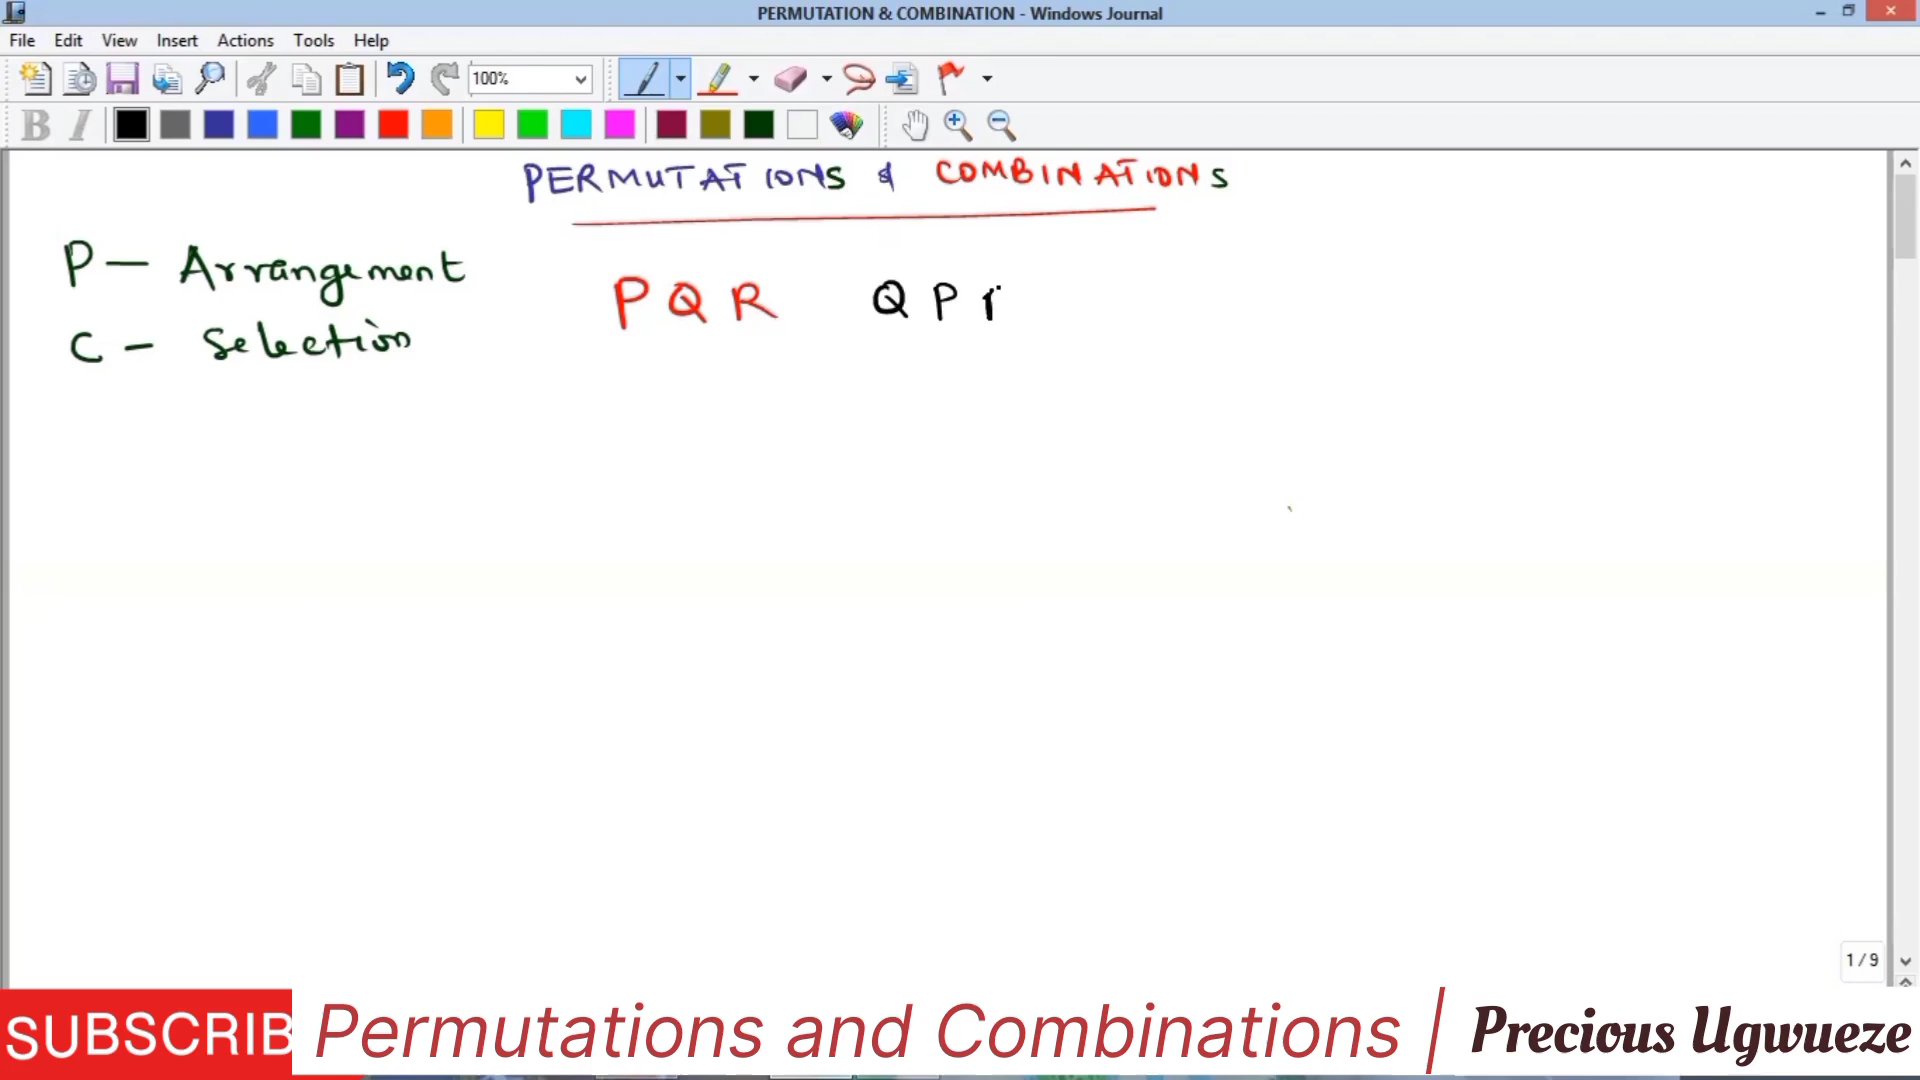 PERMUTATION & COMBINATION - Windows Journal
File Edit View Insert Actions Tools Help
100%
B I
PERMUTATIONS & COMBINATIONS
P - Arrangement
C - Selection
P Q R Q P
1 / 9
SUBSCRIB
Permutations and Combinations | Precious Ugwueze